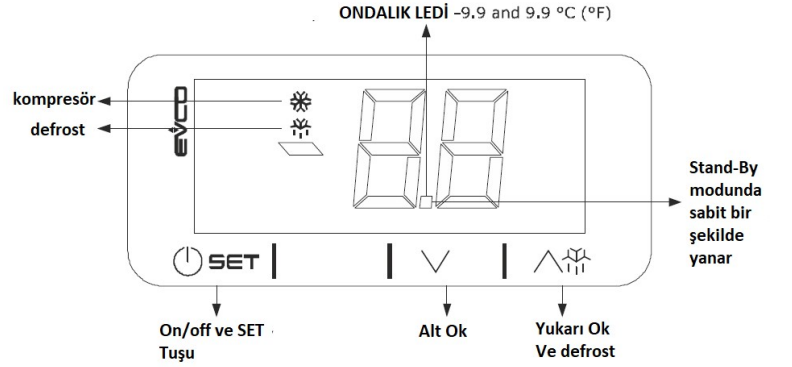 ONDALIK LEDİ -9.9 and 9.9 °C (°F)
kompresör
defrost
evco
Stand-By
modunda
sabit bir
şekilde
yanar
SET
On/off ve SET
Tuşu
Alt Ok
Yukarı Ok
Ve defrost